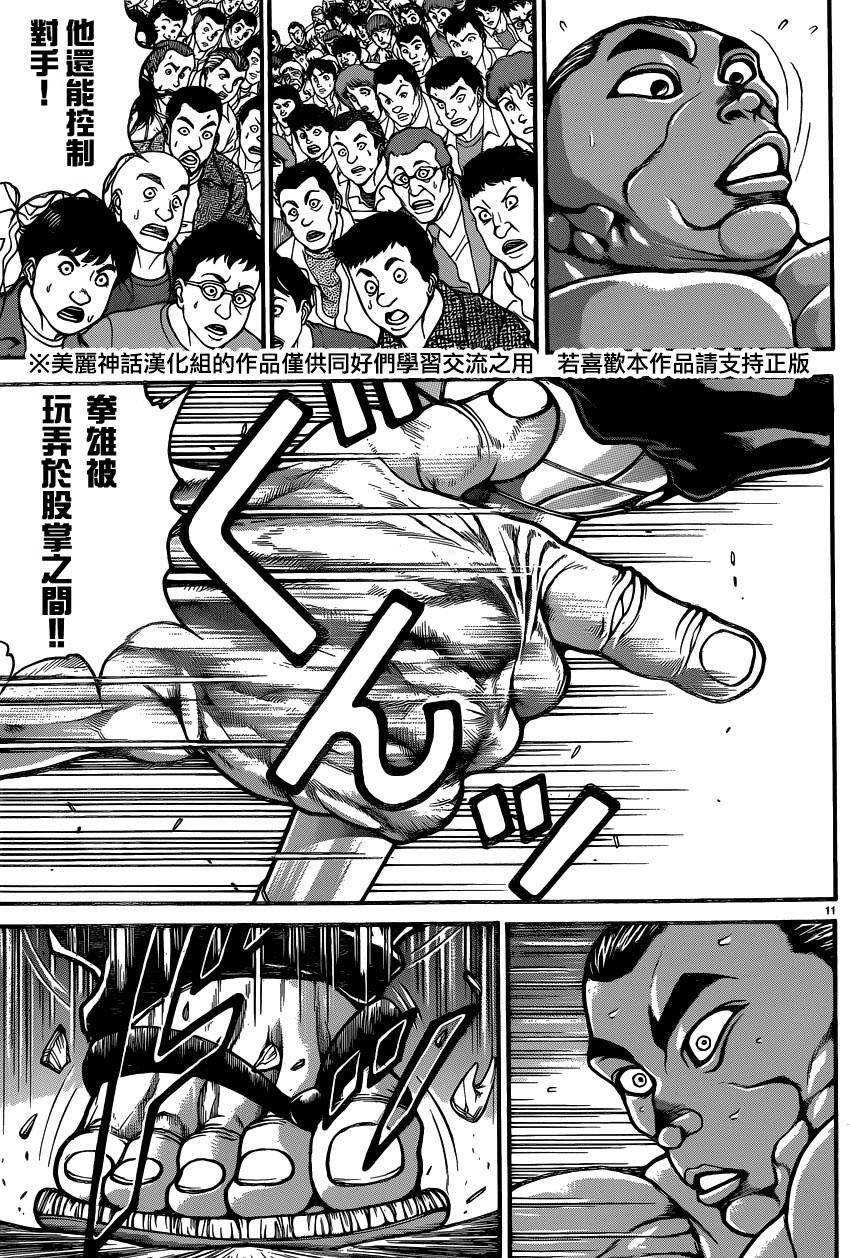 他還能控制
對手！
※美麗神話漢化組的作品僅供同好們學習交流之用　若喜歡本作品請支持正版
拳雄被
玩弄於股掌之間!!
ぐ
くん
ッ
11